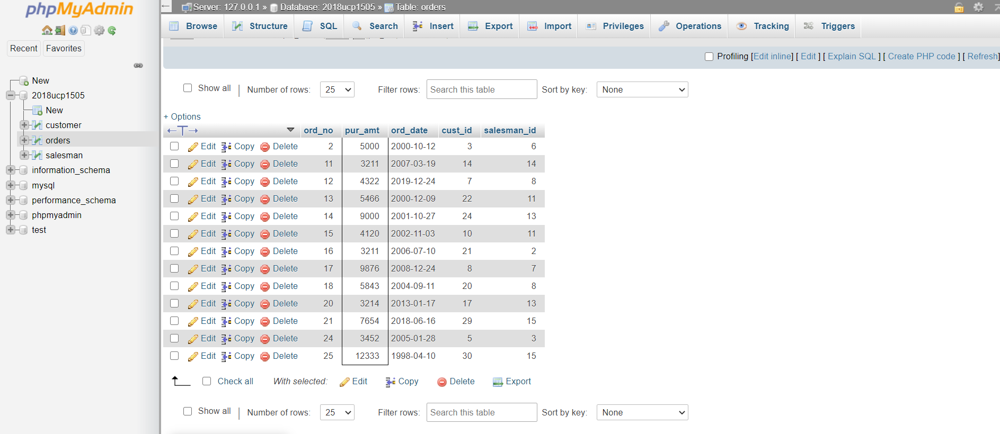 phpMyAdmin
Recent Favorites
New
2018ucp1505
New
customer
orders
salesman
information_schema
mysql
performance_schema
phpmyadmin
test
← Server: 127.0.0.1 » Database: 2018ucp1505 » Table: orders
Browse Structure SQL Search Insert Export Import Privileges Operations Tracking Triggers
Profiling [Edit inline] [ Edit ] [ Explain SQL ] [ Create PHP code ] [ Refresh]
Show all | Number of rows: 25 Filter rows: Search this table Sort by key: None
+ Options
←T→ ord_no pur_amt ord_date cust_id salesman_id
Edit Copy Delete 2 5000 2000-10-12 3 6
Edit Copy Delete 11 3211 2007-03-19 14 14
Edit Copy Delete 12 4322 2019-12-24 7 8
Edit Copy Delete 13 5466 2000-12-09 22 11
Edit Copy Delete 14 9000 2001-10-27 24 13
Edit Copy Delete 15 4120 2002-11-03 10 11
Edit Copy Delete 16 3211 2006-07-10 21 2
Edit Copy Delete 17 9876 2008-12-24 8 7
Edit Copy Delete 18 5843 2004-09-11 20 8
Edit Copy Delete 20 3214 2013-01-17 17 13
Edit Copy Delete 21 7654 2018-06-16 29 15
Edit Copy Delete 24 3452 2005-01-28 5 3
Edit Copy Delete 25 12333 1998-04-10 30 15
Check all With selected: Edit Copy Delete Export
Show all | Number of rows: 25 Filter rows: Search this table Sort by key: None